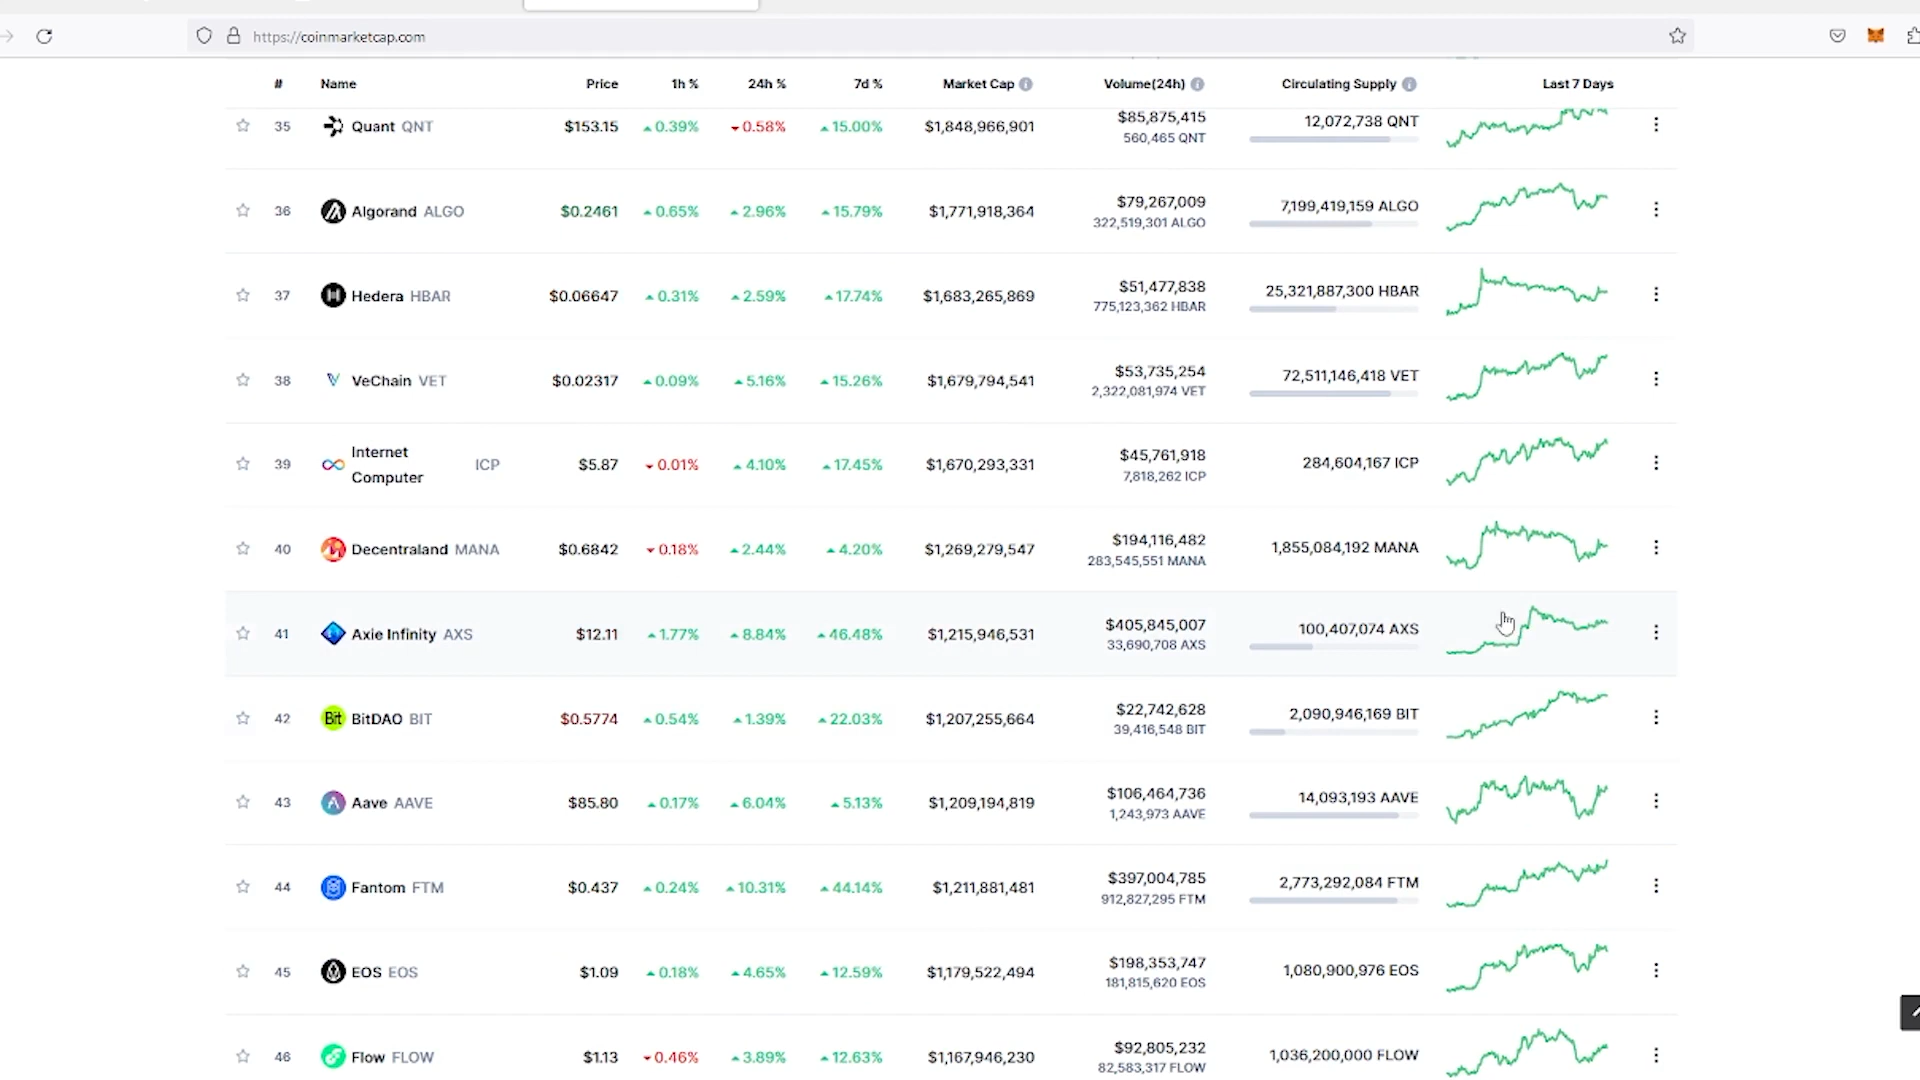 https://coinmarketcap.com
# Name Price 1h % 24h % 7d % Market Cap Volume(24h) Circulating Supply Last 7 Days
35 Quant QNT $153.15 0.39% 0.58% 15.00% $1,848,966,901 $85,875,415 12,072,738 QNT
560,465 QNT
36 Algorand ALGO $0.2461 0.65% 2.96% 15.79% $1,771,918,364 $79,267,009 7,199,419,159 ALGO
322,519,301 ALGO
37 Hedera HBAR $0.06647 0.31% 2.59% 17.74% $1,683,265,869 $51,477,838 25,321,887,300 HBAR
775,123,362 HBAR
38 VeChain VET $0.02317 0.09% 5.16% 15.26% $1,679,794,541 $53,735,254 72,511,146,418 VET
2,322,081,974 VET
39 Internet Computer ICP $5.87 0.01% 4.10% 17.45% $1,670,293,331 $45,761,918 284,604,167 ICP
7,818,262 ICP
40 Decentraland MANA $0.6842 0.18% 2.44% 4.20% $1,269,279,547 $194,116,482 1,855,084,192 MANA
283,545,551 MANA
41 Axie Infinity AXS $12.11 1.77% 8.84% 46.48% $1,215,946,531 $405,845,007 100,407,074 AXS
33,690,708 AXS
42 Bit BitDAO BIT $0.5774 0.54% 1.39% 22.03% $1,207,255,664 $22,742,628 2,090,946,169 BIT
39,416,548 BIT
43 Aave AAVE $85.80 0.17% 6.04% 5.13% $1,209,194,819 $106,464,736 14,093,193 AAVE
1,243,973 AAVE
44 Fantom FTM $0.437 0.24% 10.31% 44.14% $1,211,881,481 $397,004,785 2,773,292,084 FTM
912,827,295 FTM
45 EOS EOS $1.09 0.18% 4.65% 12.59% $1,179,522,494 $198,353,747 1,080,900,976 EOS
181,815,620 EOS
46 Flow FLOW $1.13 0.46% 3.89% 12.63% $1,167,946,230 $92,805,232 1,036,200,000 FLOW
82,583,317 FLOW